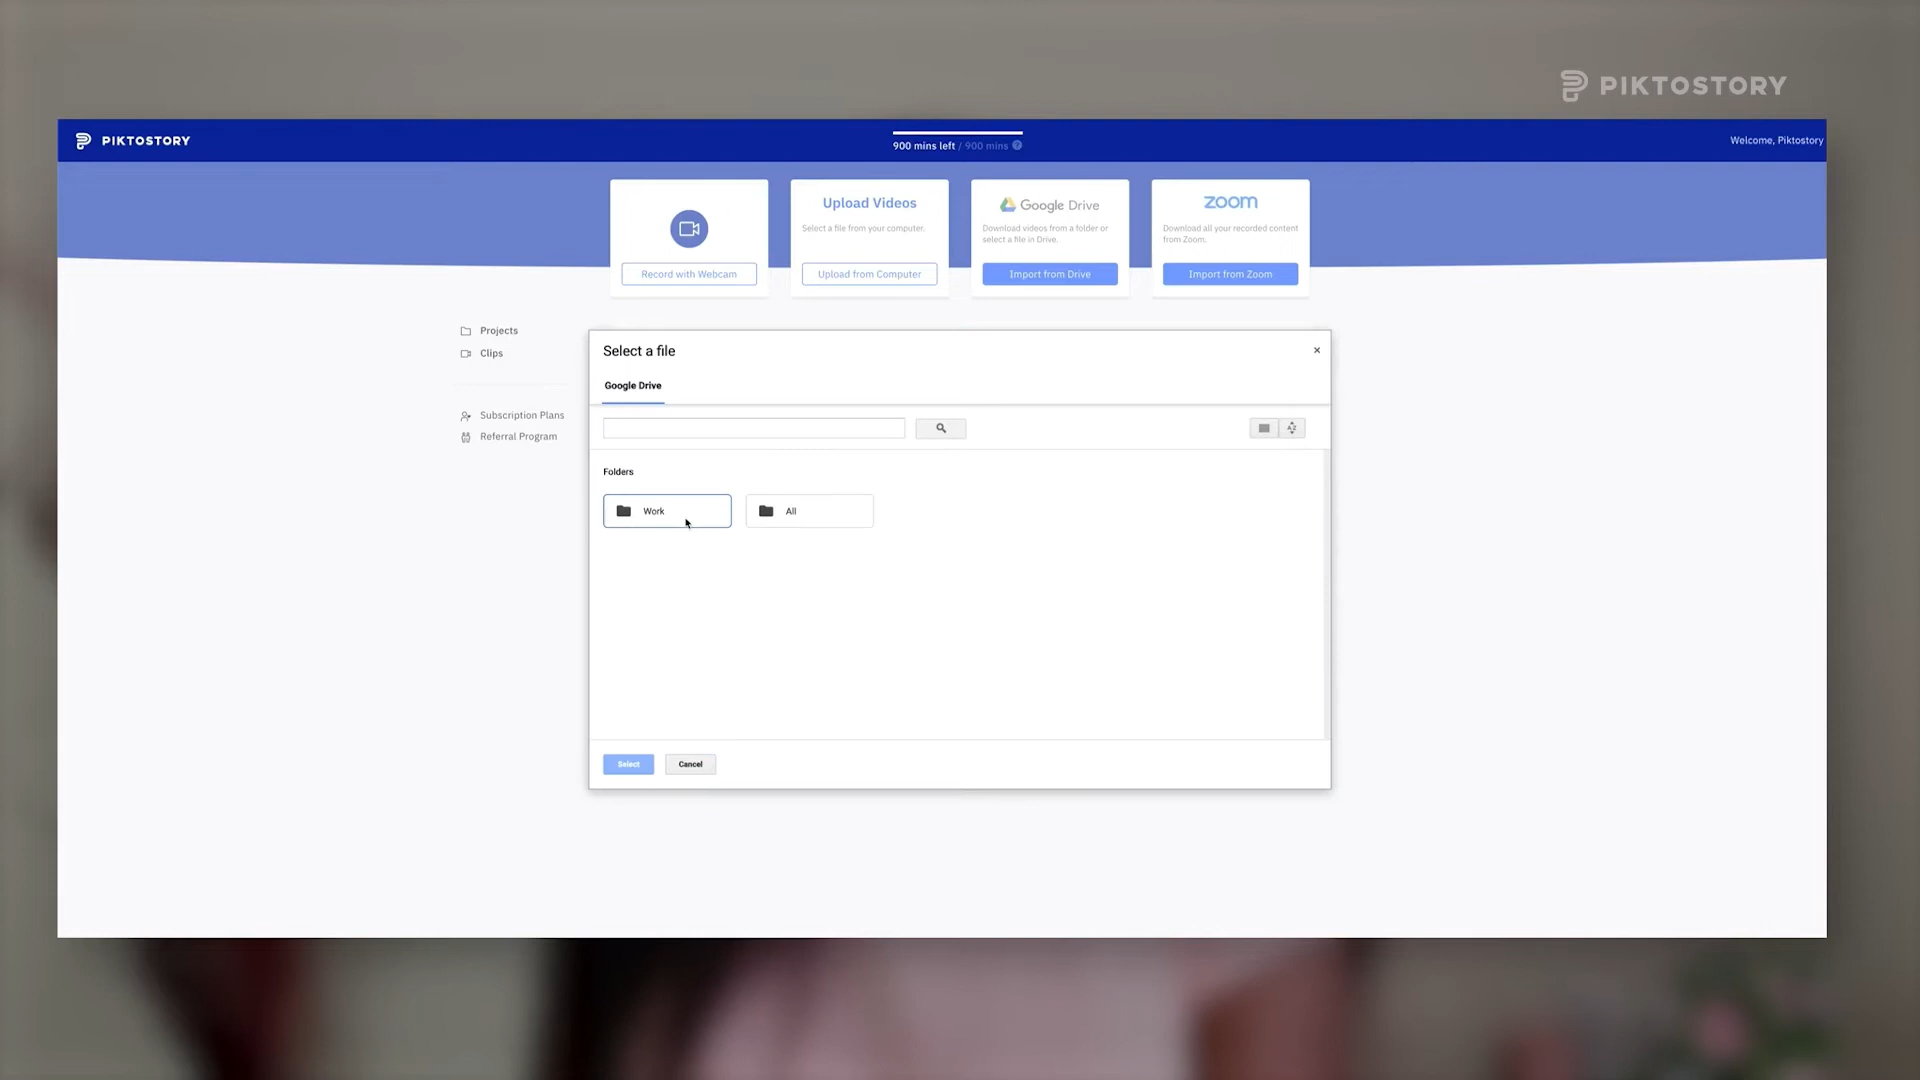 PIKTOSTORY
PIKTOSTORY
900 mins left / 900 mins ?
Welcome, Piktostory
Record with Webcam
Upload Videos
Select a file from your computer.
Upload from Computer
Google Drive
Download videos from a folder or
select a file in Drive.
Import from Drive
zoom
Download all your recorded content
from Zoom.
Import from Zoom
Projects
Clips
Subscription Plans
Referral Program
Select a file
×
Google Drive
Folders
Work
All
Select
Cancel